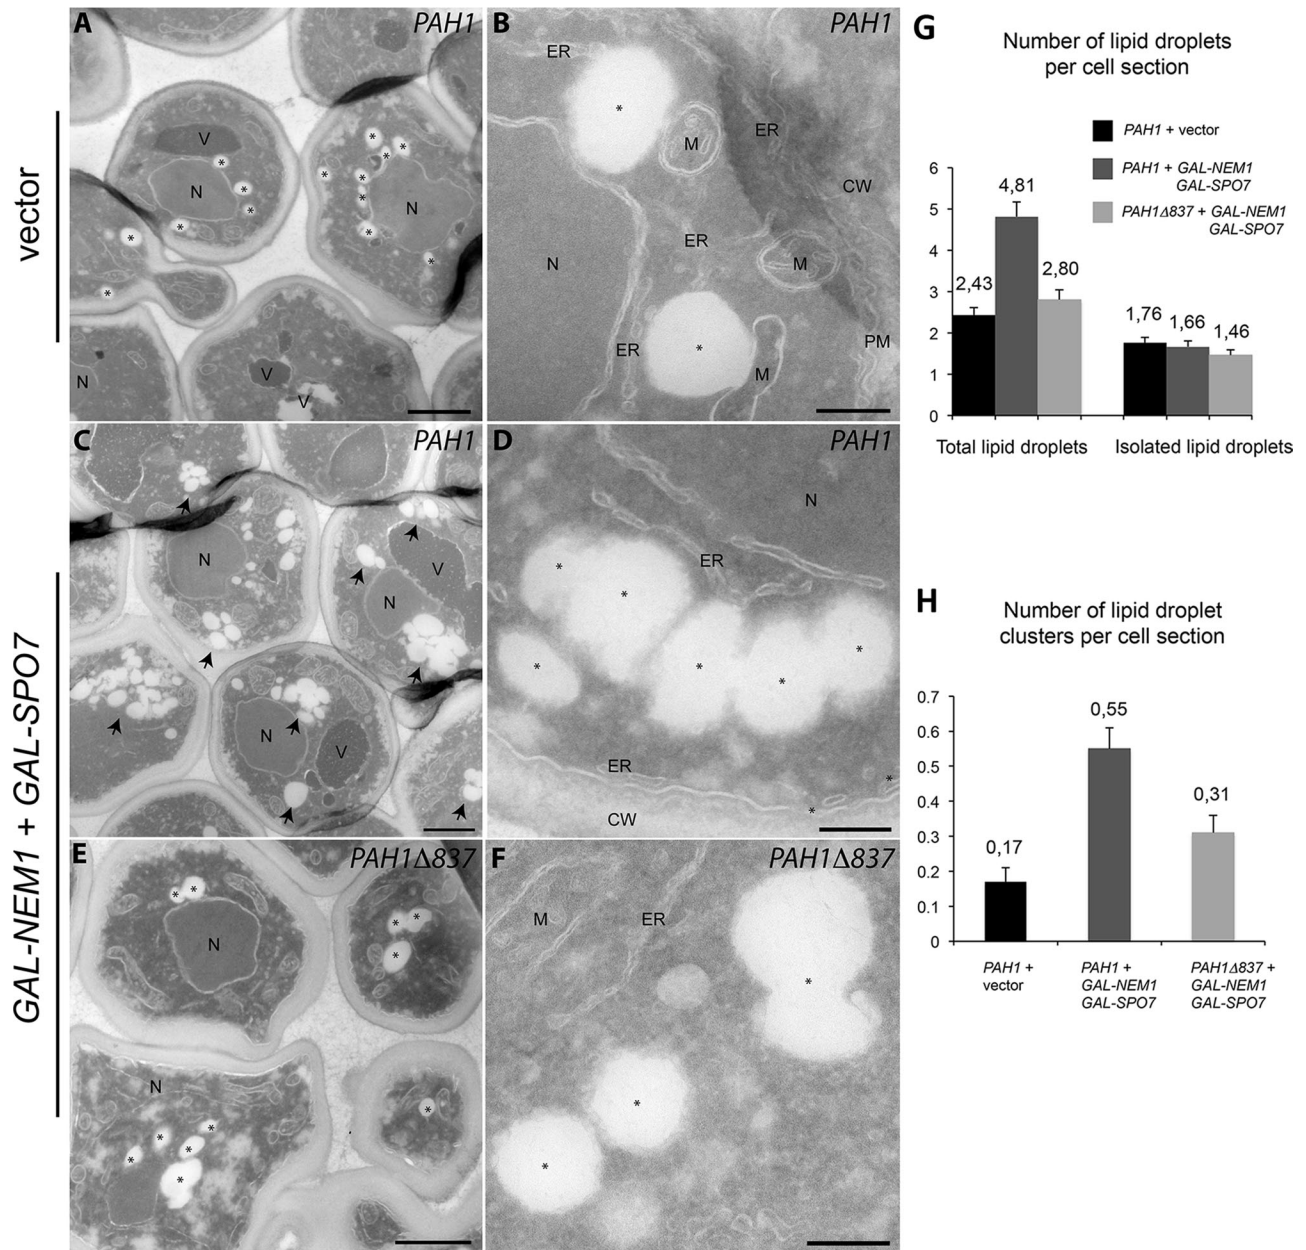 vector
GAL-NEM1 + GAL-SPO7
A
PAH1
V
*
*
*
*
*
*
*
*
*
*
*
*
*
*
N
N
N
V
V
B
PAH1
ER
*
M
ER
CW
ER
N
M
ER
*
M
PM
C
PAH1
N
V
N
N
V
D
PAH1
N
ER
*
*
*
*
*
*
ER
*
*
CW
E
PAH1Δ837
*
*
*
*
*
N
N
*
*
*
*
*
*
F
PAH1Δ837
M
ER
*
*
*
G
Number of lipid droplets
per cell section
PAH1 + vector
PAH1 + GAL-NEM1
GAL-SPO7
PAH1Δ837 + GAL-NEM1
GAL-SPO7
6
5
4
3
2
1
0
2,43
4,81
2,80
1,76
1,66
1,46
Total lipid droplets
Isolated lipid droplets
H
Number of lipid droplet
clusters per cell section
0.7
0.6
0.5
0.4
0.3
0.2
0.1
0
0,17
0,55
0,31
PAH1 +
vector
PAH1 +
GAL-NEM1
GAL-SPO7
PAH1Δ837 +
GAL-NEM1
GAL-SPO7